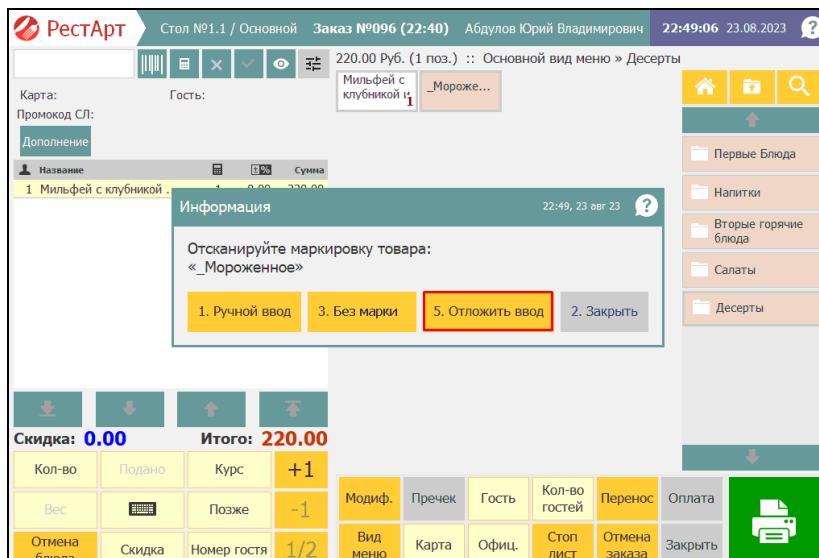 РестАрт
Стол №1.1 / Основной
Заказ №096 (22:40)
Абдулов Юрий Владимирович
22:49:06 23.08.2023
?
220.00 Руб. (1 поз.) :: Основной вид меню » Десерты
Карта:
Гость:
Промокод СЛ:
Дополнение
Мильфей с
клубникой и
1
_Мороже...
Название
±%
Сумма
1 Мильфей с клубникой ... 1 0.00 220.00
Первые Блюда
Напитки
Вторые горячие
блюда
Салаты
Десерты
Информация
22:49, 23 авг 23
?
Отсканируйте маркировку товара:
«_Мороженное»
1. Ручной ввод
3. Без марки
5. Отложить ввод
2. Закрыть
Скидка: 0.00
Итого: 220.00
Кол-во
Подано
Курс
+1
Вес
Позже
-1
Отмена
блюда
Скидка
Номер гостя
1/2
Модиф.
Пречек
Гость
Кол-во
гостей
Перенос
Оплата
Вид
меню
Карта
Офиц.
Стоп
лист
Отмена
заказа
Закрыть